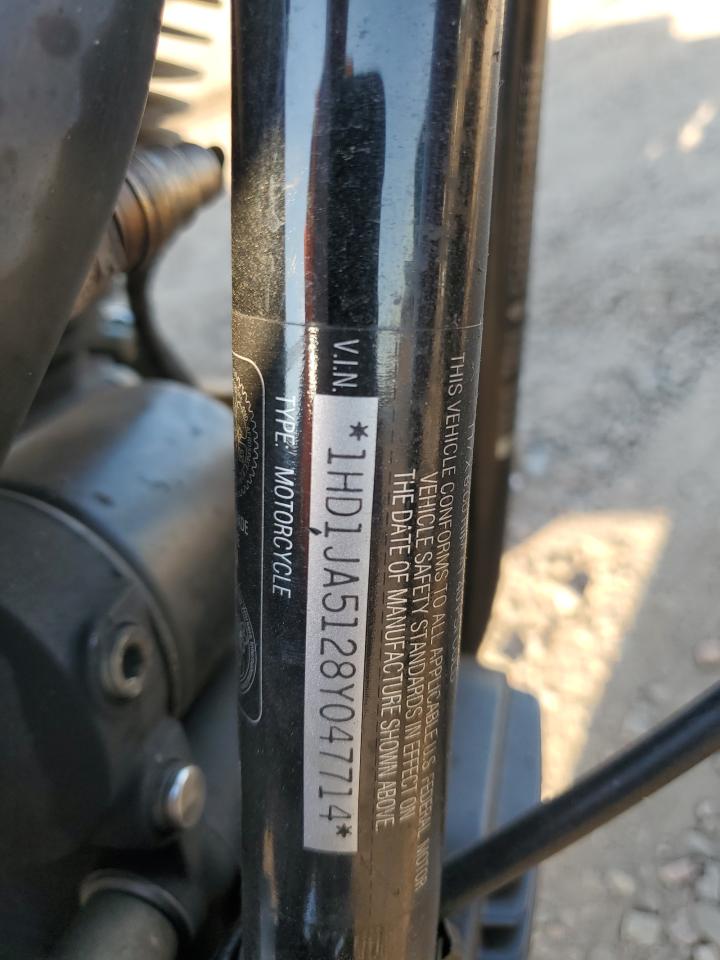 THIS VEHICLE CONFORMS TO ALL APPLICABLE U.S. FEDERAL MOTOR
VEHICLE SAFETY STANDARDS IN EFFECT ON
THE DATE OF MANUFACTURE SHOWN ABOVE
V.I.N. *1HD1JA5128Y047714*
TYPE: MOTORCYCLE